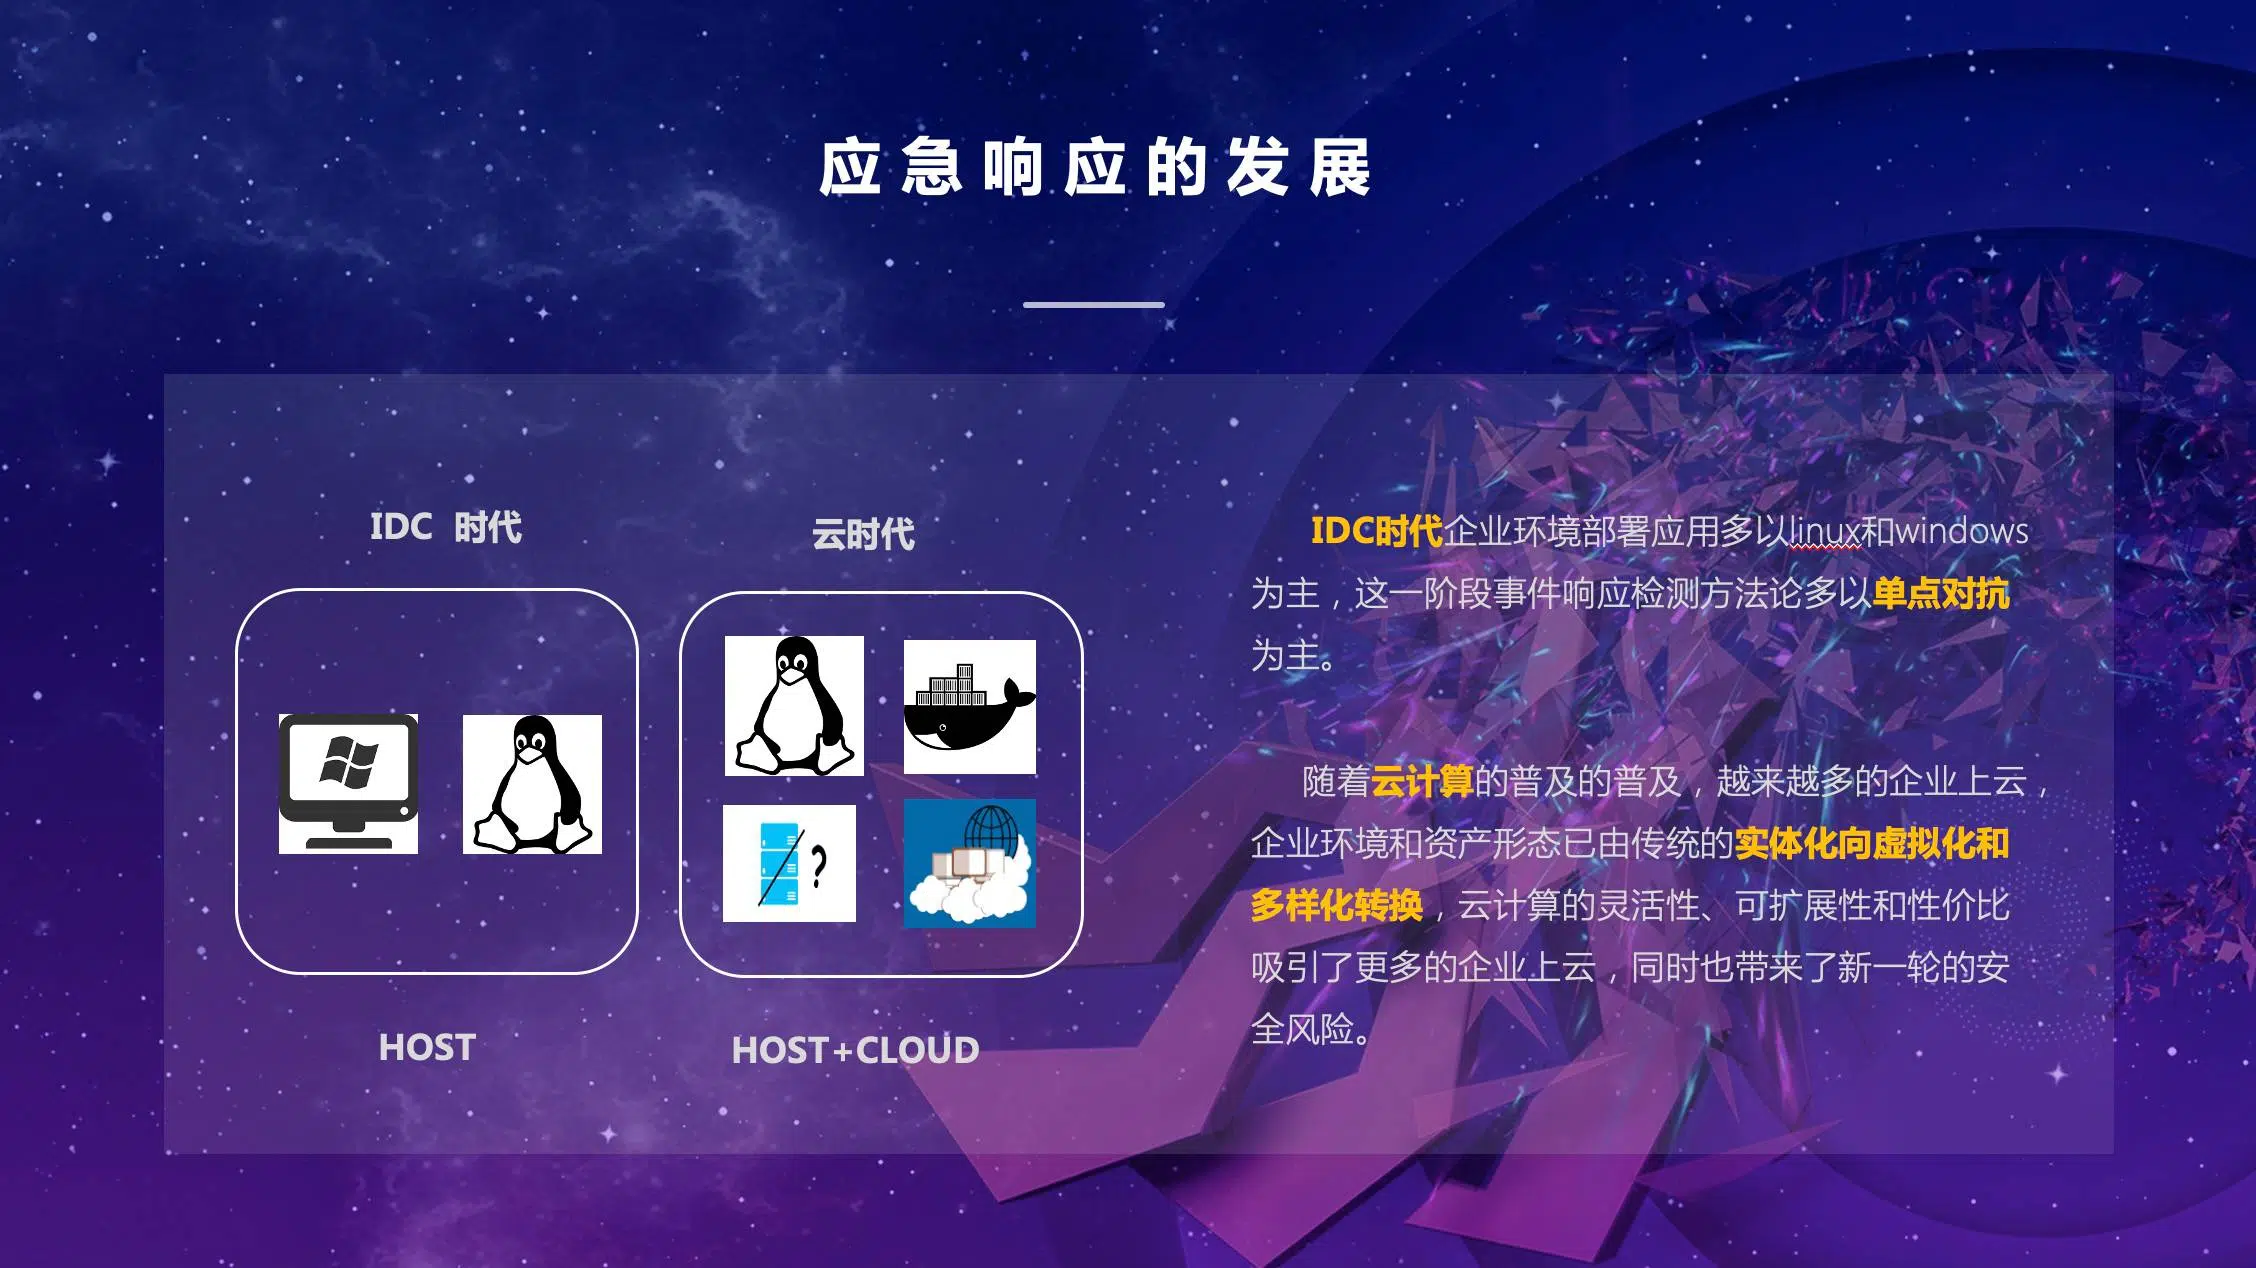 应急响应的发展
IDC 时代
云时代
HOST
HOST+CLOUD
IDC时代企业环境部署应用多以linux和windows
为主，这一阶段事件响应检测方法论多以单点对抗
为主。
随着云计算的普及的普及，越来越多的企业上云，
企业环境和资产形态已由传统的实体化向虚拟化和
多样化转换，云计算的灵活性、可扩展性和性价比
吸引了更多的企业上云，同时也带来了新一轮的安
全风险。
?